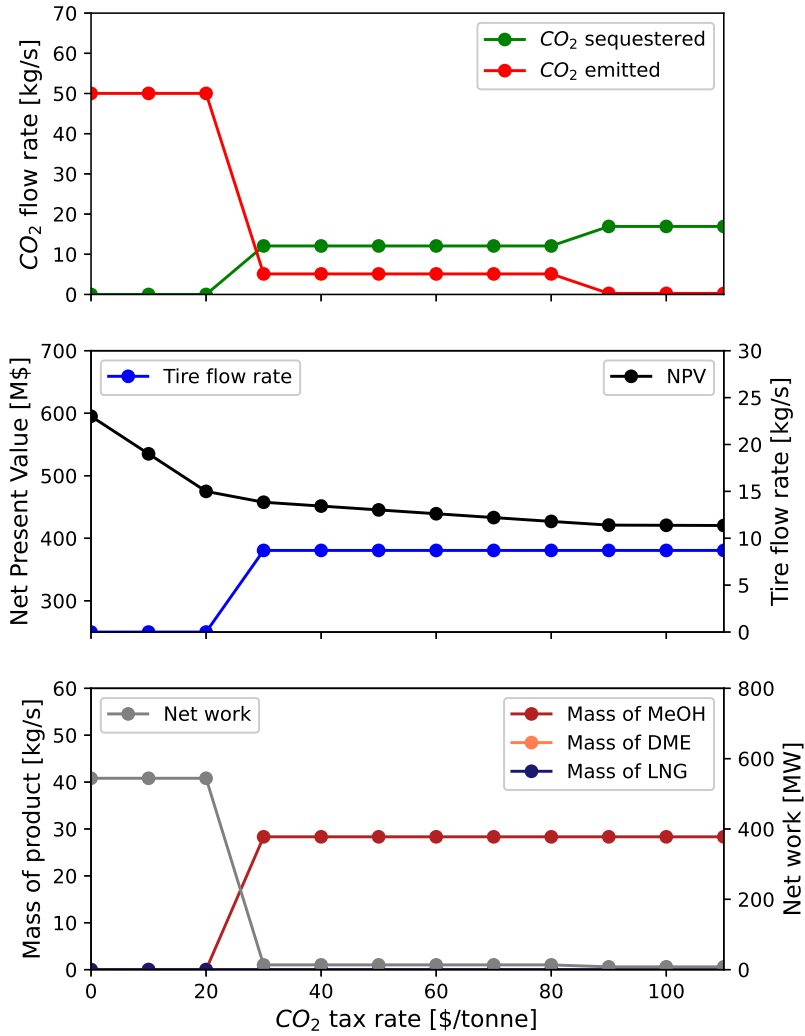 70
60
50
40
30
20
10
0
CO2 flow rate [kg/s]
CO2 sequestered
CO2 emitted
700
600
500
400
300
Net Present Value [M$]
Tire flow rate
NPV
30
25
20
15
10
5
0
Tire flow rate [kg/s]
60
50
40
30
20
10
0
Mass of product [kg/s]
Net work
Mass of MeOH
Mass of DME
Mass of LNG
800
600
400
200
0
Net work [MW]
0 20 40 60 80 100
CO2 tax rate [$/tonne]